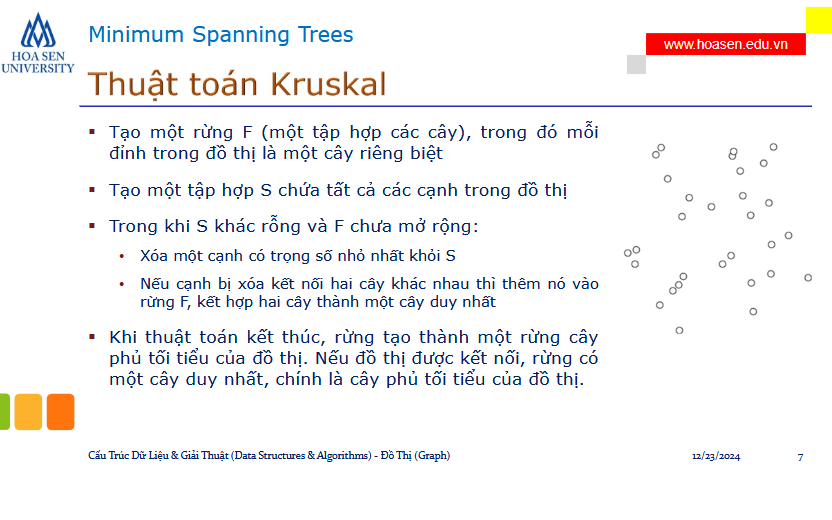 HOA SEN
UNIVERSITY
Minimum Spanning Trees
www.hoasen.edu.vn
Thuật toán Kruskal
▪ Tạo một rừng F (một tập hợp các cây), trong đó mỗi
đỉnh trong đồ thị là một cây riêng biệt
▪ Tạo một tập hợp S chứa tất cả các cạnh trong đồ thị
▪ Trong khi S khác rỗng và F chưa mở rộng:
• Xóa một cạnh có trọng số nhỏ nhất khỏi S
• Nếu cạnh bị xóa kết nối hai cây khác nhau thì thêm nó vào
rừng F, kết hợp hai cây thành một cây duy nhất
▪ Khi thuật toán kết thúc, rừng tạo thành một rừng cây
phủ tối tiểu của đồ thị. Nếu đồ thị được kết nối, rừng có
một cây duy nhất, chính là cây phủ tối tiểu của đồ thị.
Cấu Trúc Dữ Liệu & Giải Thuật (Data Structures & Algorithms) - Đồ Thị (Graph)
12/23/2024
7